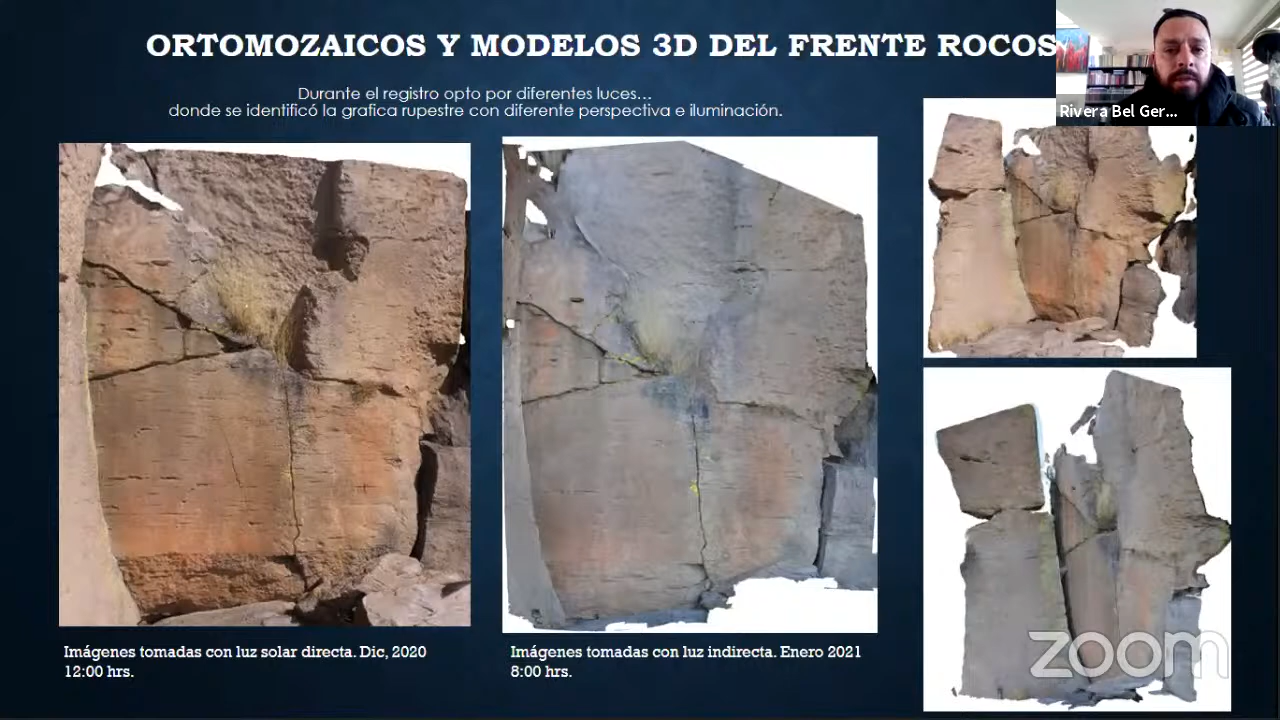 ORTOMOZAICOS Y MODELOS 3D DEL FRENTE ROCOS
Durante el registro opto por diferentes luces...
donde se identificó la grafica rupestre con diferente perspectiva e iluminación.
Rivera Bel Ger...
Imágenes tomadas con luz solar directa. Dic, 2020
12:00 hrs.
Imágenes tomadas con luz indirecta. Enero 2021
8:00 hrs.
zoom